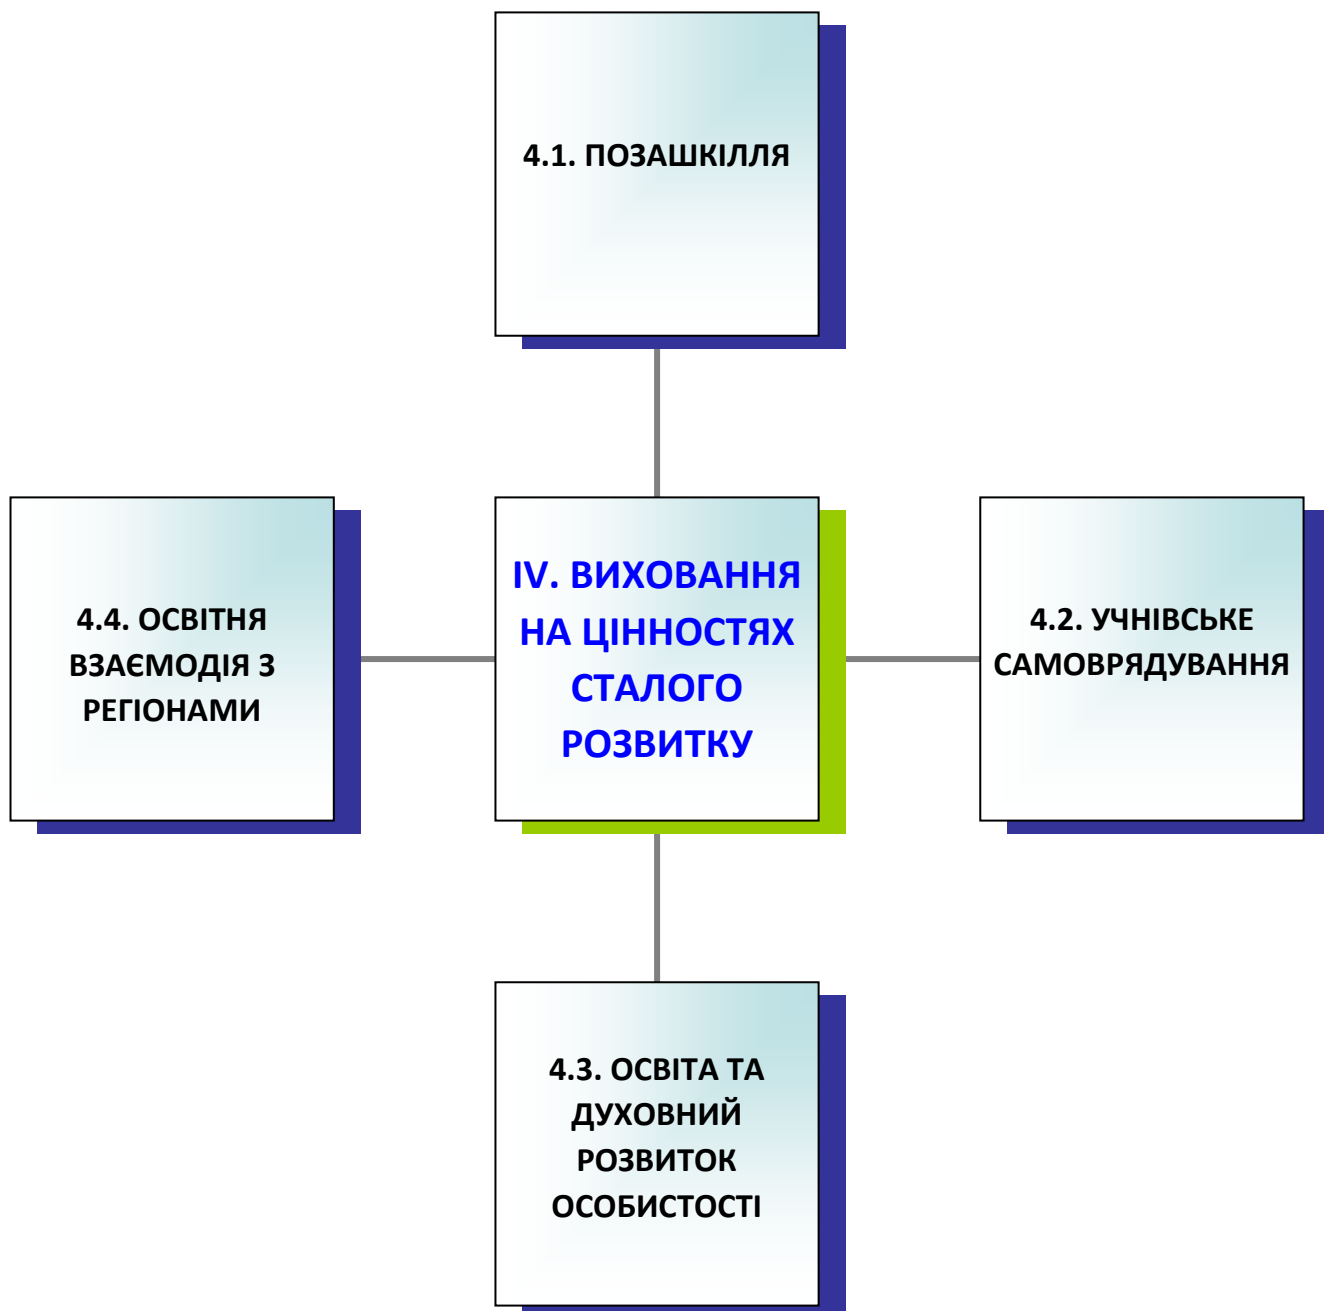 4.1. ПОЗАШКІЛЛЯ
4.4. ОСВІТНЯ
ВЗАЄМОДІЯ З
РЕГІОНАМИ
IV. ВИХОВАННЯ
НА ЦІННОСТЯХ
СТАЛОГО
РОЗВИТКУ
4.2. УЧНІВСЬКЕ
САМОВРЯДУВАННЯ
4.3. ОСВІТА ТА
ДУХОВНИЙ
РОЗВИТОК
ОСОБИСТОСТІ